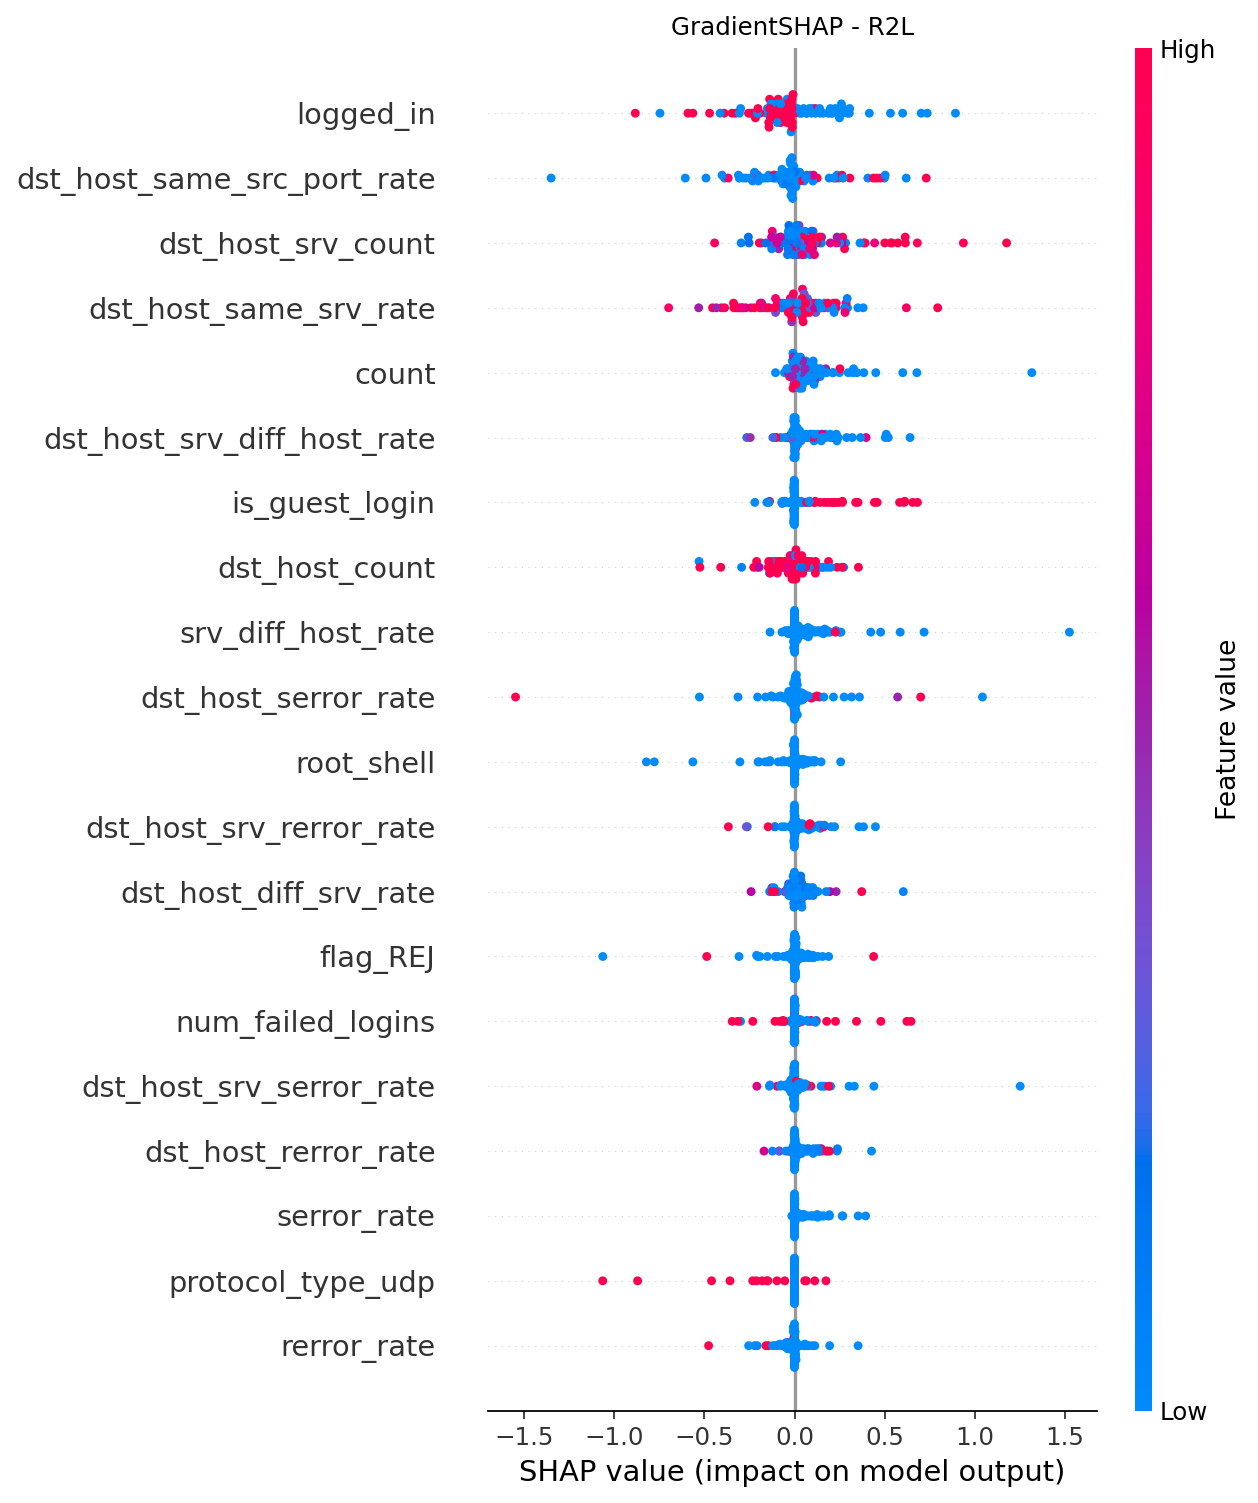 GradientSHAP - R2L
High
logged_in
dst_host_same_src_port_rate
dst_host_srv_count
dst_host_same_srv_rate
count
dst_host_srv_diff_host_rate
is_guest_login
dst_host_count
srv_diff_host_rate
dst_host_serror_rate
root_shell
dst_host_srv_rerror_rate
dst_host_diff_srv_rate
flag_REJ
num_failed_logins
dst_host_srv_serror_rate
dst_host_rerror_rate
serror_rate
protocol_type_udp
rerror_rate
Feature value
Low
−1.5 −1.0 −0.5 0.0 0.5 1.0 1.5
SHAP value (impact on model output)